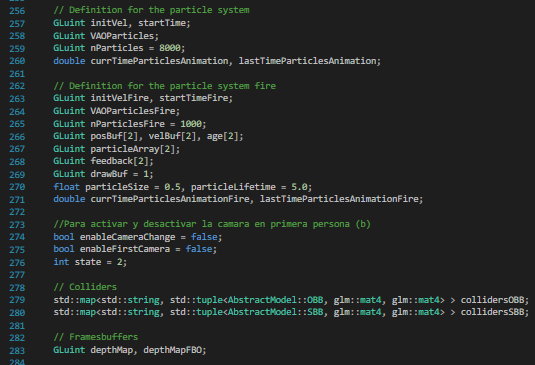 256 // Definition for the particle system
257 GLuint initVel, startTime;
258 GLuint VAOParticles;
259 GLuint nParticles = 8000;
260 double currTimeParticlesAnimation, lastTimeParticlesAnimation;
261
262 // Definition for the particle system fire
263 GLuint initVelFire, startTimeFire;
264 GLuint VAOParticlesFire;
265 GLuint nParticlesFire = 1000;
266 GLuint posBuf[2], velBuf[2], age[2];
267 GLuint particleArray[2];
268 GLuint feedback[2];
269 GLuint drawBuf = 1;
270 float particleSize = 0.5, particleLifetime = 5.0;
271 double currTimeParticlesAnimationFire, lastTimeParticlesAnimationFire;
272
273 //Para activar y desactivar la camara en primera persona (b)
274 bool enableCameraChange = false;
275 bool enableFirstCamera = false;
276 int state = 2;
277
278 // Colliders
279 std::map<std::string, std::tuple<AbstractModel::OBB, glm::mat4, glm::mat4> > collidersOBB;
280 std::map<std::string, std::tuple<AbstractModel::SBB, glm::mat4, glm::mat4> > collidersSBB;
281
282 // Framesbuffers
283 GLuint depthMap, depthMapFBO;
284